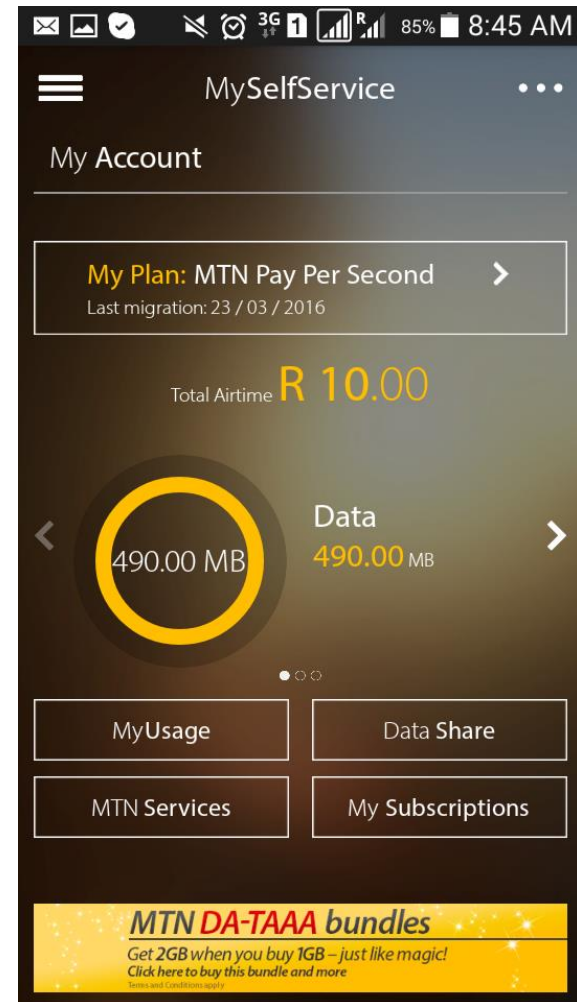 3G 1 R 85% 8:45 AM
MySelfService
My Account
My Plan: MTN Pay Per Second
Last migration: 23 / 03 / 2016
Total Airtime R 10.00
490.00 MB
Data
490.00 MB
MyUsage
Data Share
MTN Services
My Subscriptions
MTN DA-TAAA bundles
Get 2GB when you buy 1GB – just like magic!
Click here to buy this bundle and more
Terms and Conditions apply